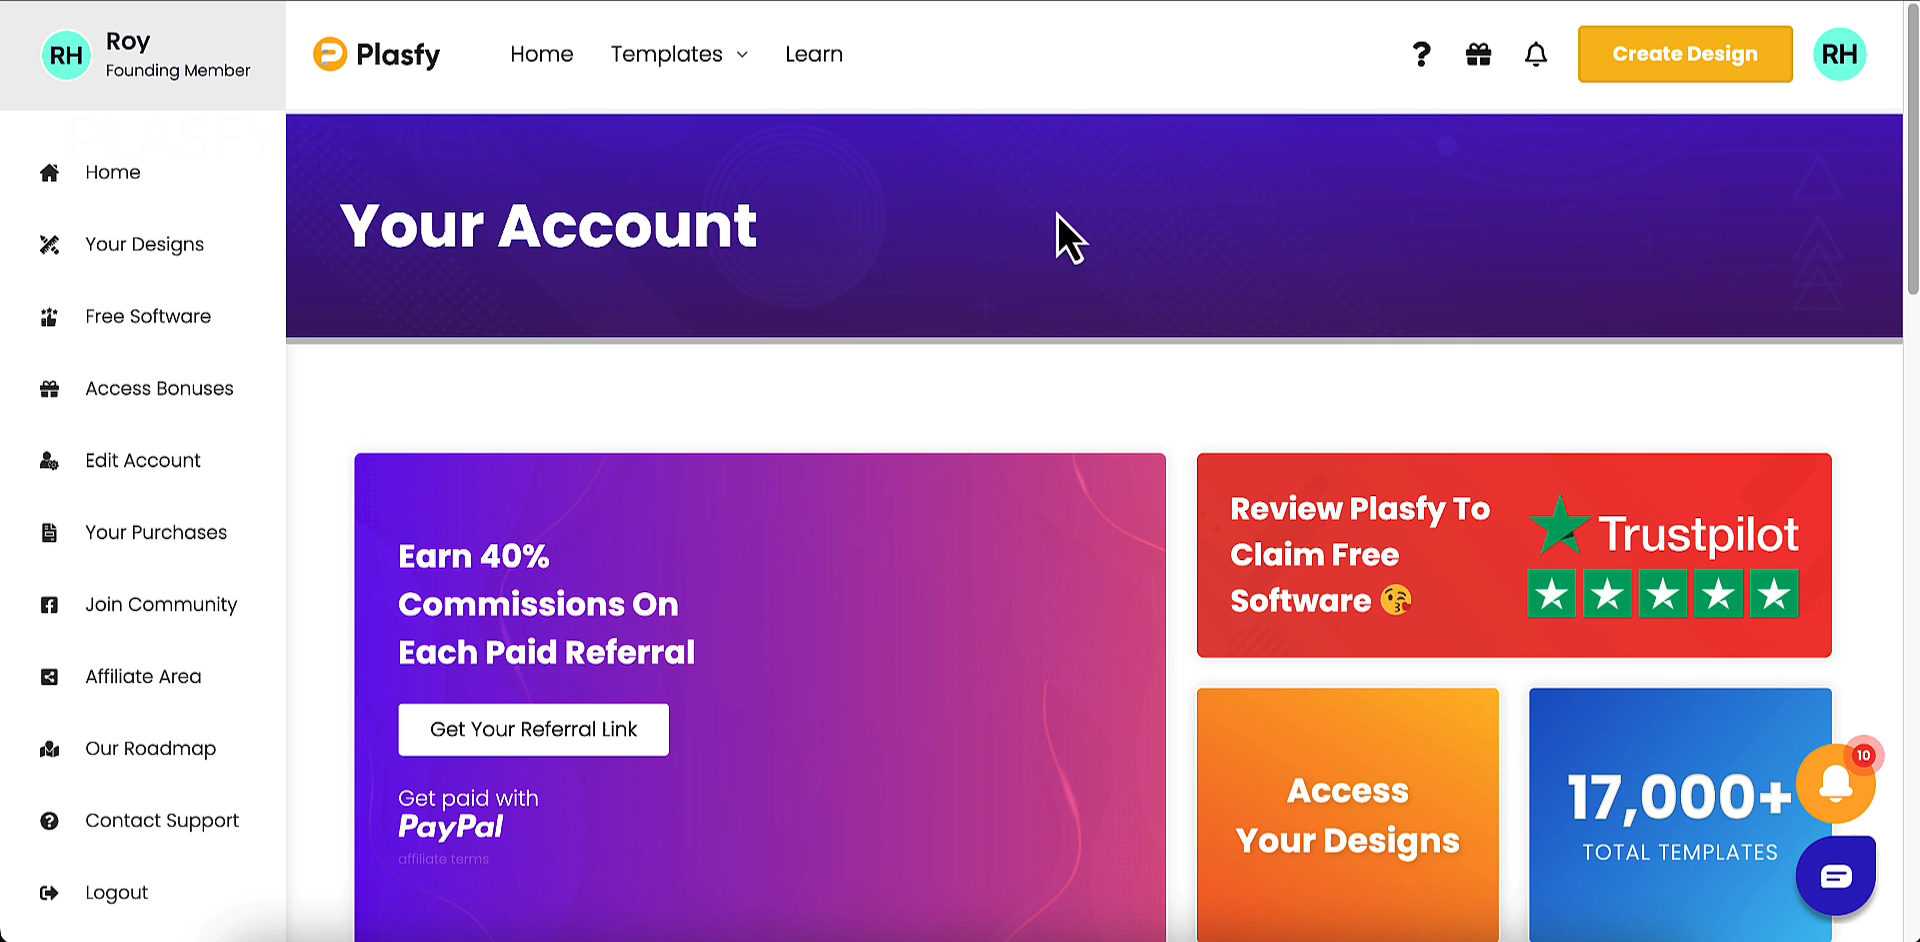 RH
Roy
Founding Member
Plasfy
Home
Templates
Learn
?
Create Design
RH
Home
Your Designs
Free Software
Access Bonuses
Edit Account
Your Purchases
Join Community
Affiliate Area
Our Roadmap
Contact Support
Logout
Your Account
Earn 40%
Commissions On
Each Paid Referral
Get Your Referral Link
Get paid with
PayPal
affiliate terms
Review Plasfy To
Claim Free
Software 😘
Trustpilot
Access
Your Designs
17,000+
TOTAL TEMPLATES
10